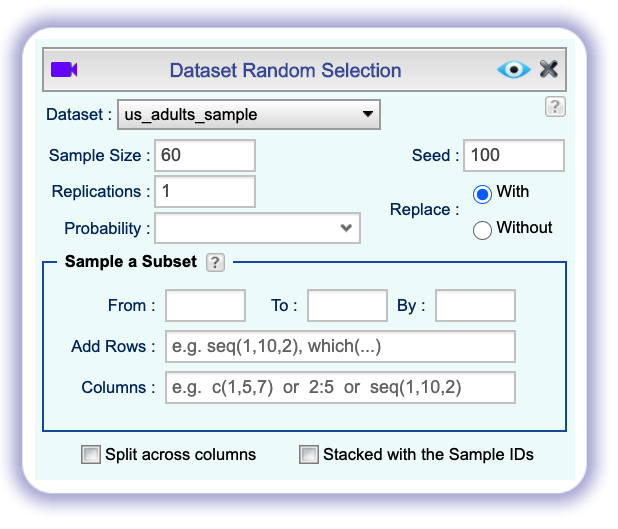 Dataset Random Selection
Dataset : us_adults_sample ?
Sample Size : 60 Seed : 100
Replications : 1
Replace : With
Probability : Without
Sample a Subset ?
From : To : By :
Add Rows : e.g. seq(1,10,2), which(...)
Columns : e.g. c(1,5,7) or 2:5 or seq(1,10,2)
Split across columns Stacked with the Sample IDs